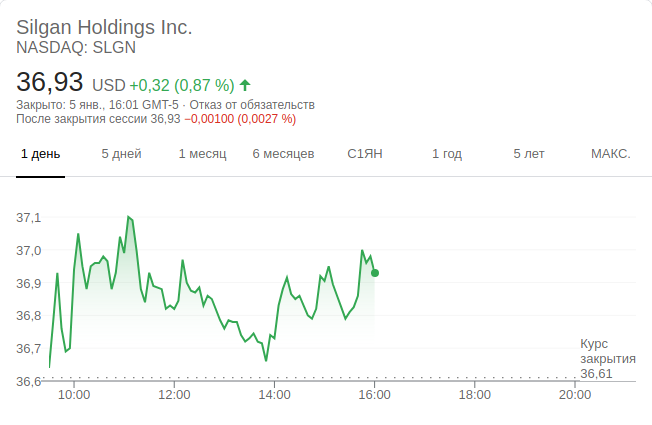 Silgan Holdings Inc.
NASDAQ: SLGN
36,93 USD +0,32 (0,87 %)
Закрыто: 5 янв., 16:01 GMT-5 · Отказ от обязательств
После закрытия сессии 36,93 −0,00100 (0,0027 %)
1 день 5 дней 1 месяц 6 месяцев С1ЯН 1 год 5 лет МАКС.
37,1
37,0
36,9
36,8
36,7
36,6
Курс
закрытия
36,61
10:00 12:00 14:00 16:00 18:00 20:00